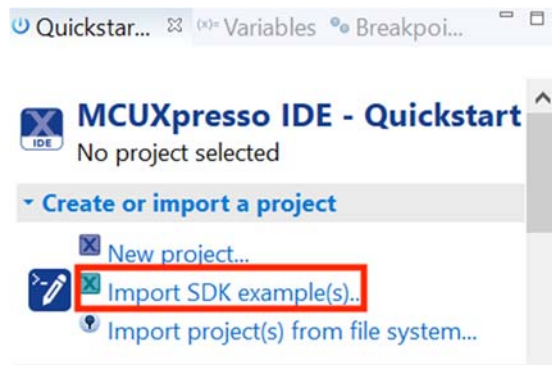 Quickstar... (x)= Variables Breakpoi...
MCUXpresso IDE - Quickstart
IDE
No project selected
Create or import a project
New project...
Import SDK example(s)..
Import project(s) from file system...